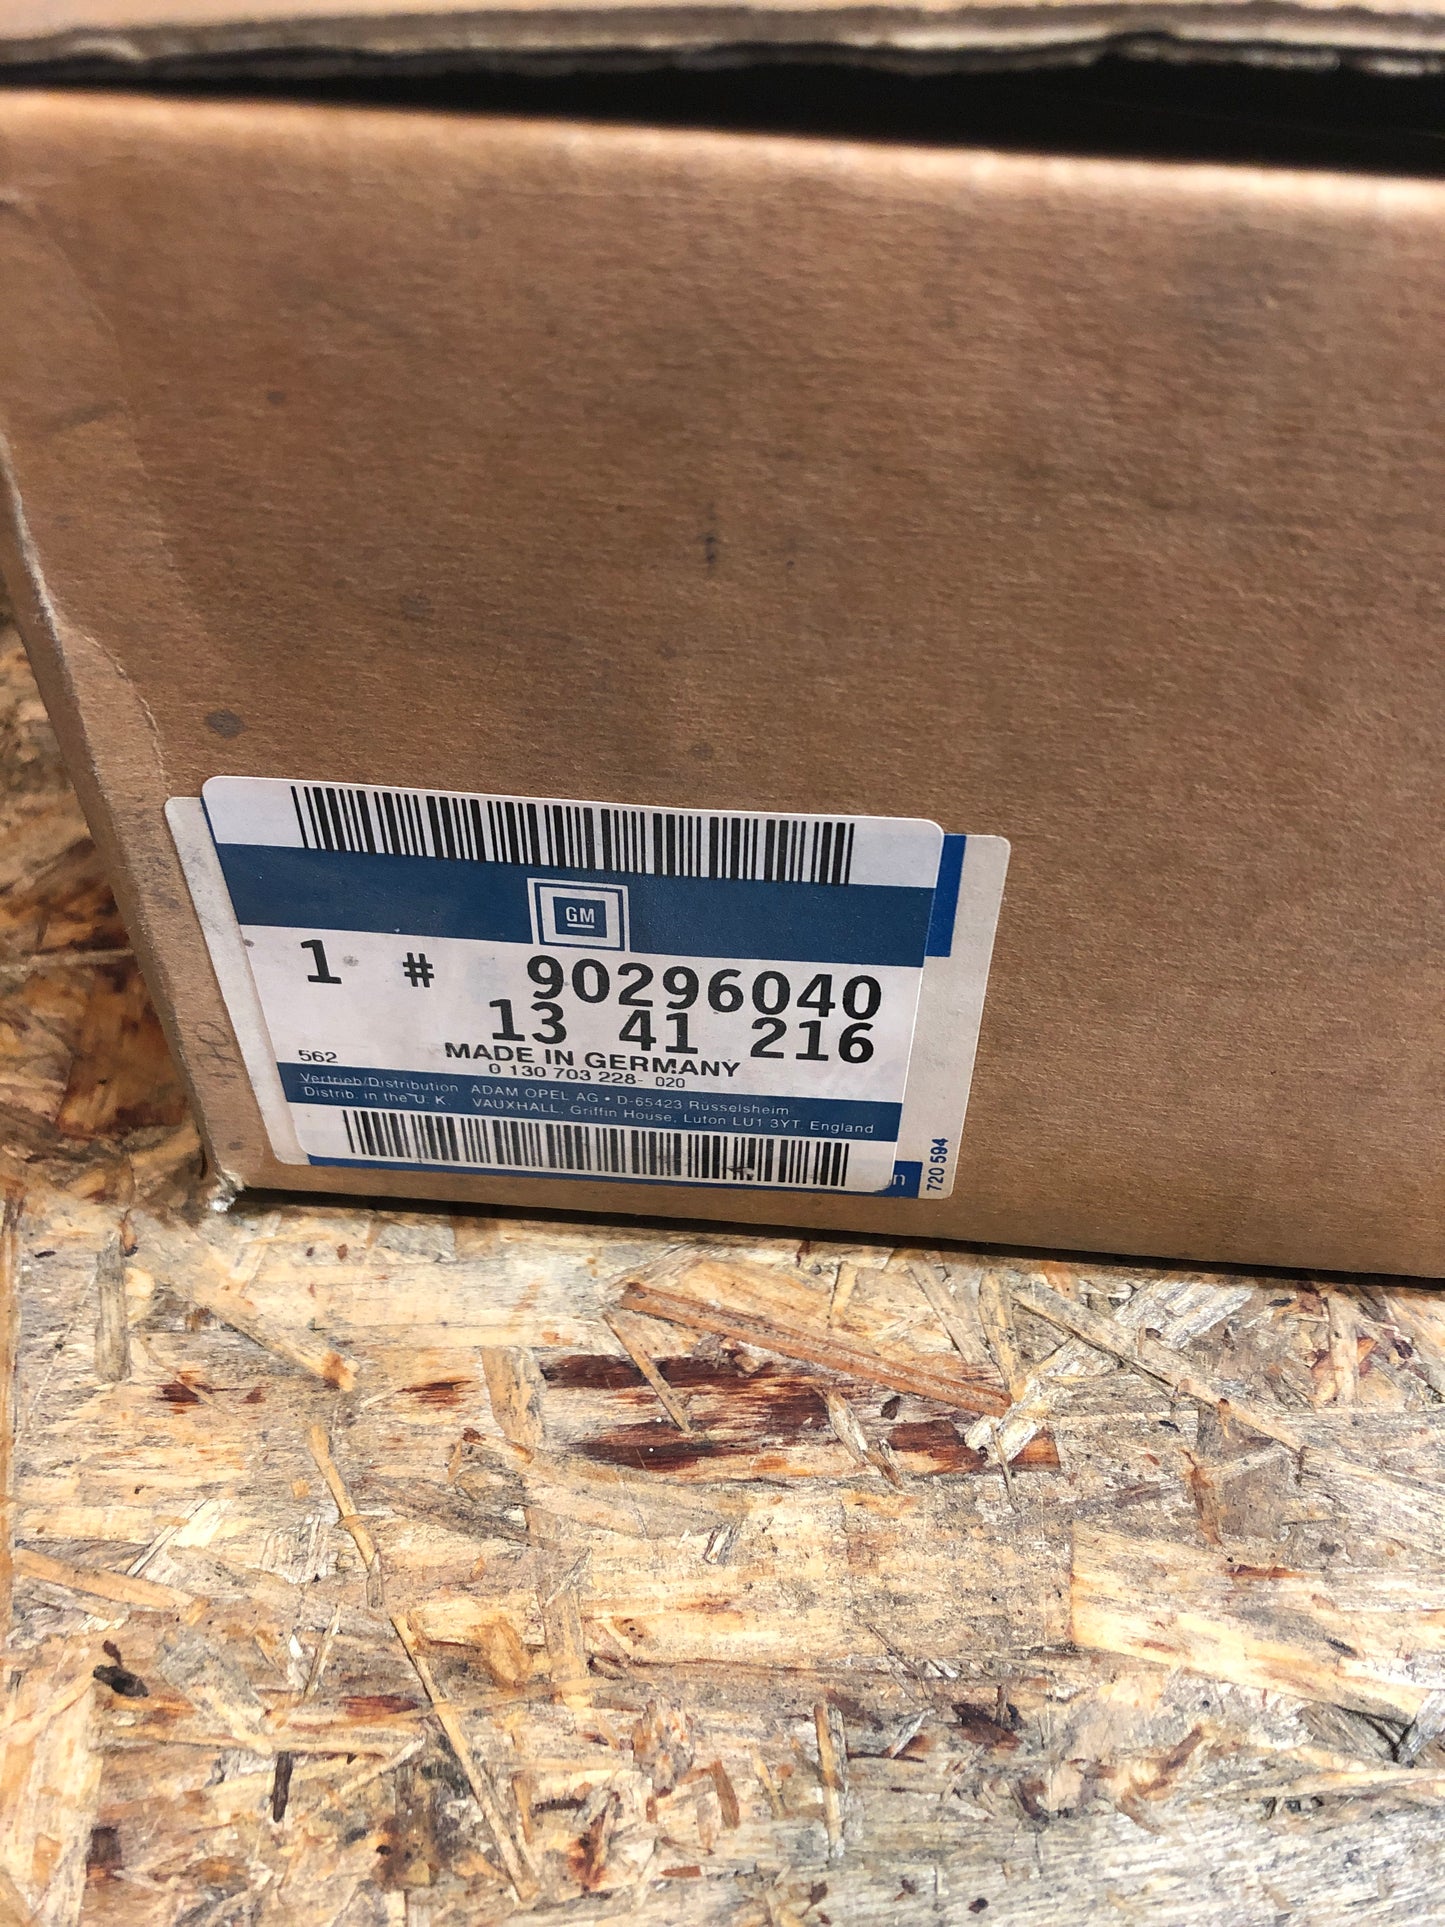 GM
1 # 90296040
13 41 216
MADE IN GERMANY
562 0 130 703 228- 020
Vertrieb/Distribution ADAM OPEL AG • D-65423 Rüsselsheim
Distrib. in the U. K. VAUXHALL, Griffin House, Luton LU1 3YT. England
n
720 594